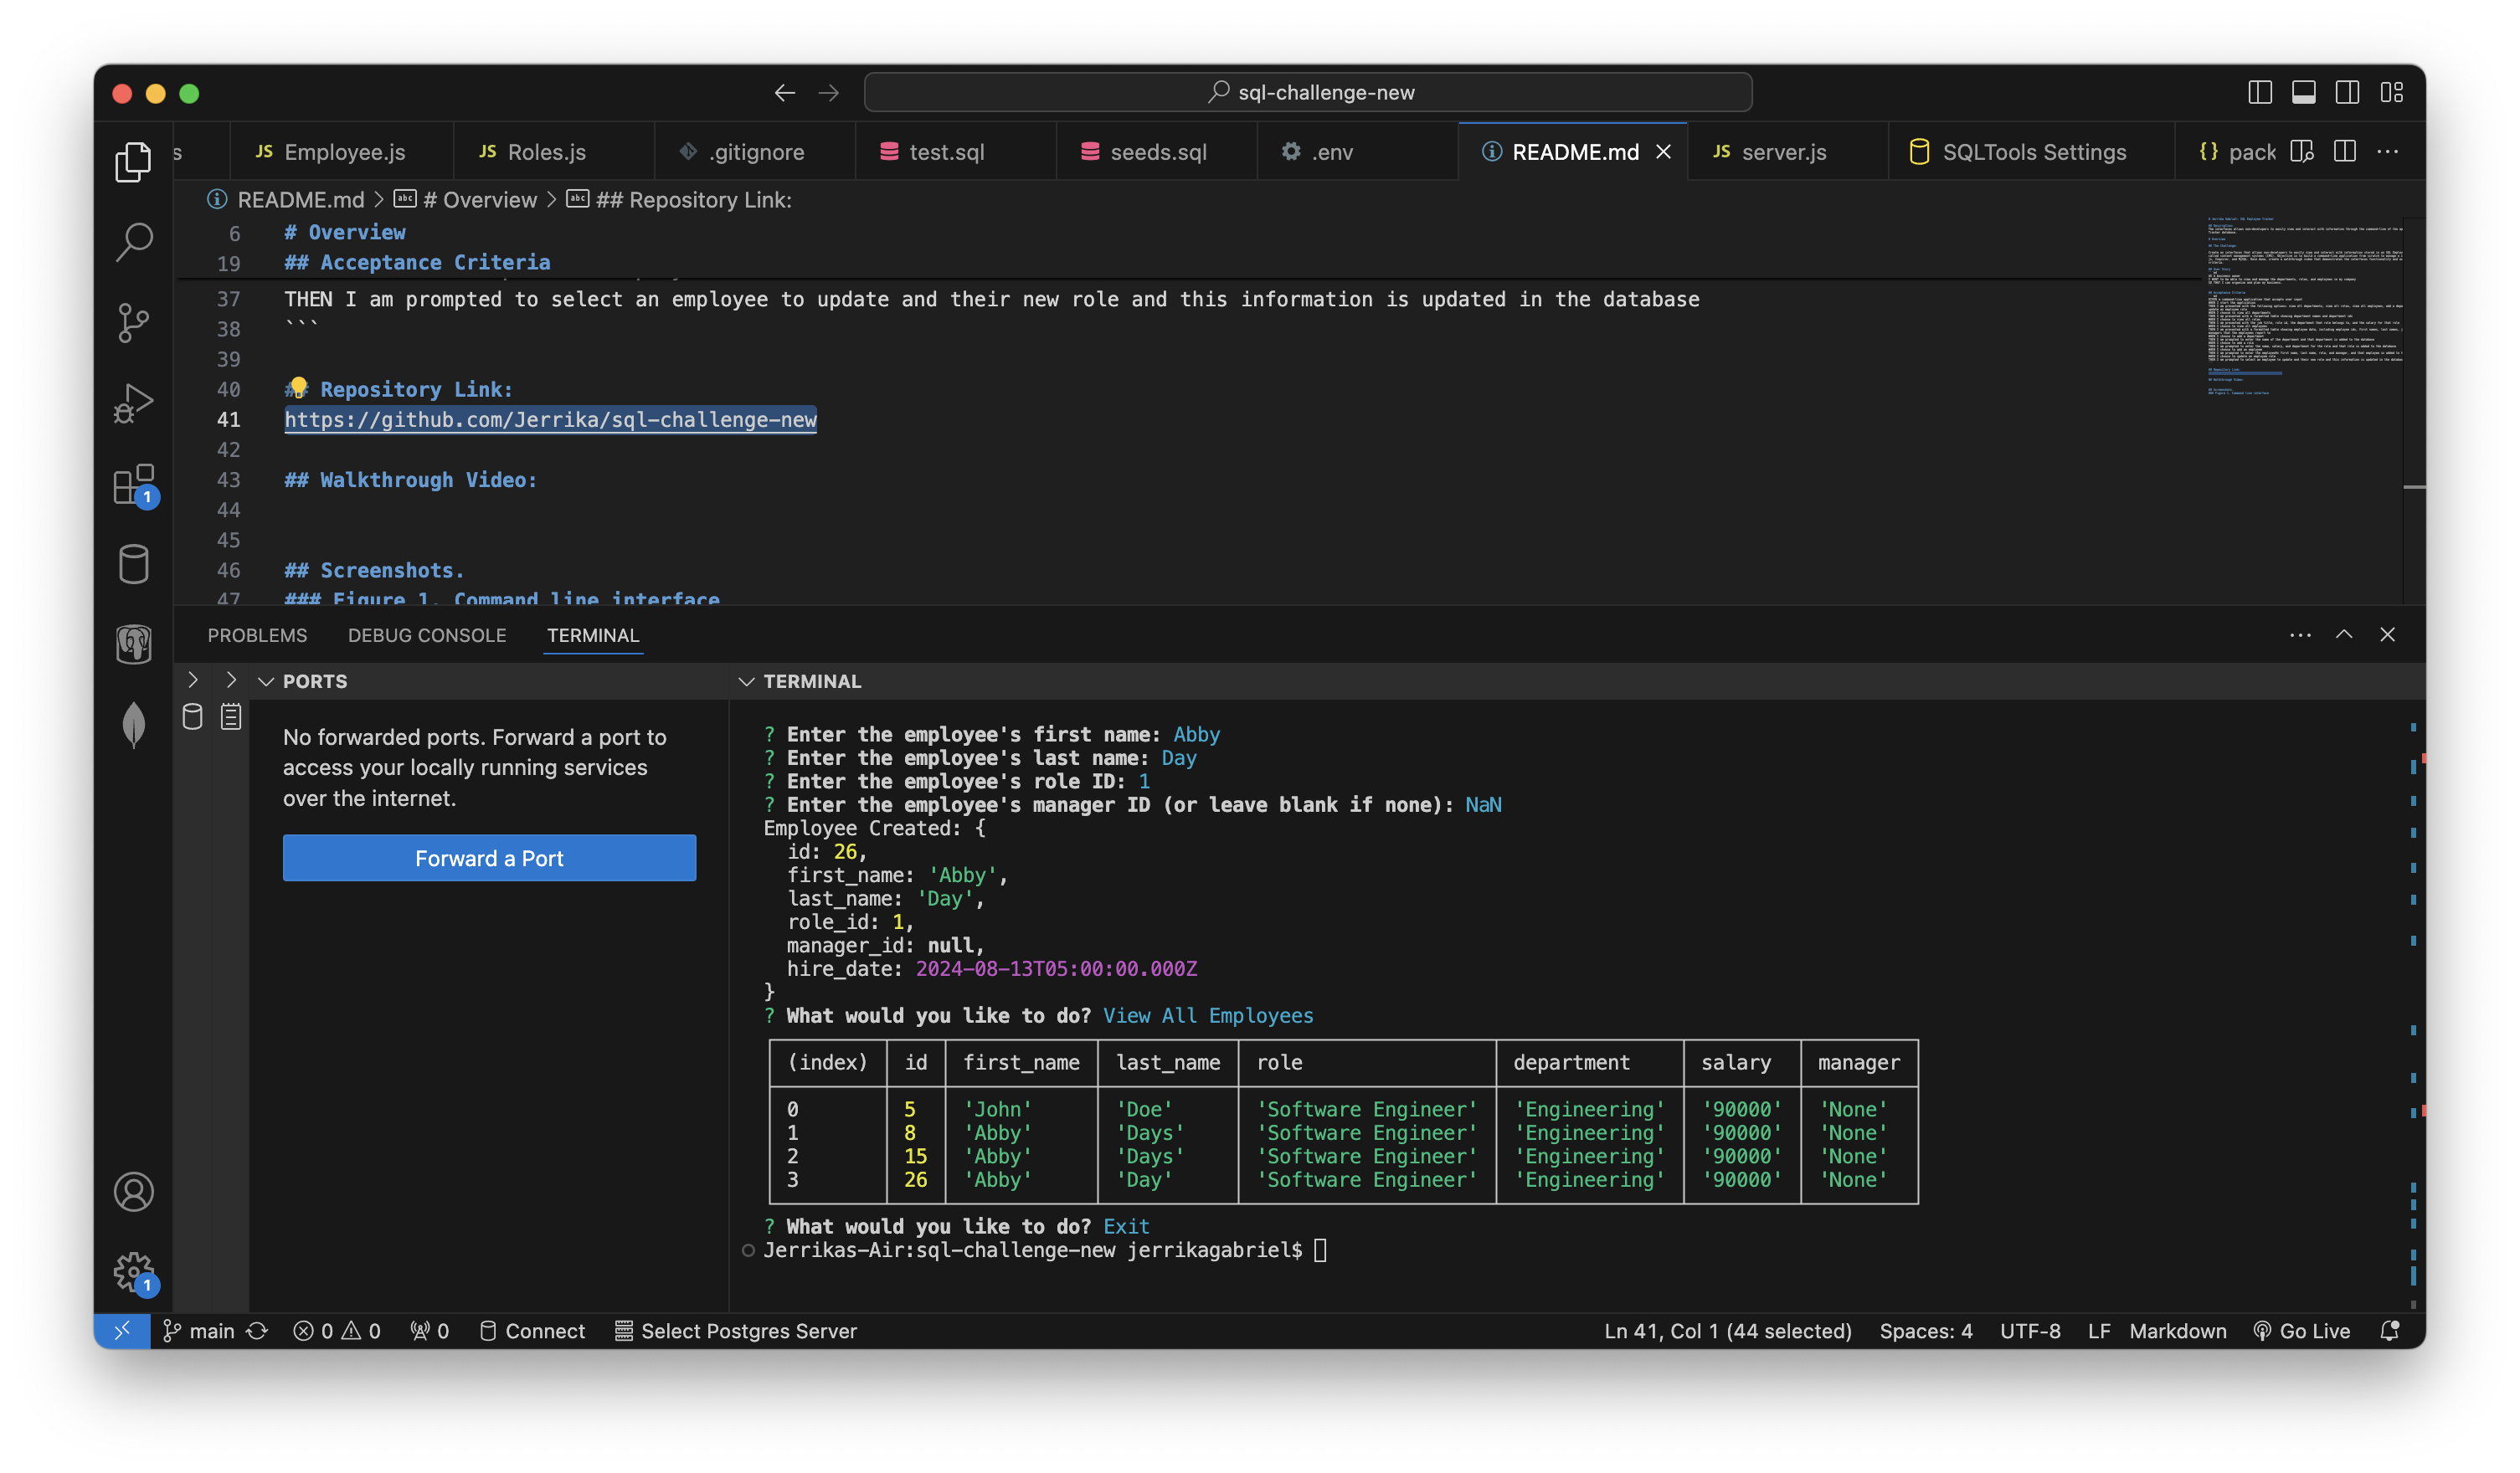 sql-challenge-new
s
JS Employee.js
JS Roles.js
.gitignore
test.sql
seeds.sql
.env
README.md
JS server.js
SQLTools Settings
{} pack
README.md > # Overview > ## Repository Link:
6 # Overview
19 ## Acceptance Criteria
37 THEN I am prompted to select an employee to update and their new role and this information is updated in the database
38 ```
39
40 ## Repository Link:
41 https://github.com/Jerrika/sql-challenge-new
42
43 ## Walkthrough Video:
44
45
46 ## Screenshots.
47 ### Figure 1. Command line interface
1
1
PROBLEMS DEBUG CONSOLE TERMINAL
PORTS
No forwarded ports. Forward a port to
access your locally running services
over the internet.
Forward a Port
TERMINAL
? Enter the employee's first name: Abby
? Enter the employee's last name: Day
? Enter the employee's role ID: 1
? Enter the employee's manager ID (or leave blank if none): NaN
Employee Created: {
id: 26,
first_name: 'Abby',
last_name: 'Day',
role_id: 1,
manager_id: null,
hire_date: 2024-08-13T05:00:00.000Z
}
? What would you like to do? View All Employees
(index) id first_name last_name role department salary manager
0 5 'John' 'Doe' 'Software Engineer' 'Engineering' '90000' 'None'
1 8 'Abby' 'Days' 'Software Engineer' 'Engineering' '90000' 'None'
2 15 'Abby' 'Days' 'Software Engineer' 'Engineering' '90000' 'None'
3 26 'Abby' 'Day' 'Software Engineer' 'Engineering' '90000' 'None'
? What would you like to do? Exit
Jerrikas-Air:sql-challenge-new jerrikagabriel$
main 0 0 0 Connect Select Postgres Server Ln 41, Col 1 (44 selected) Spaces: 4 UTF-8 LF Markdown Go Live